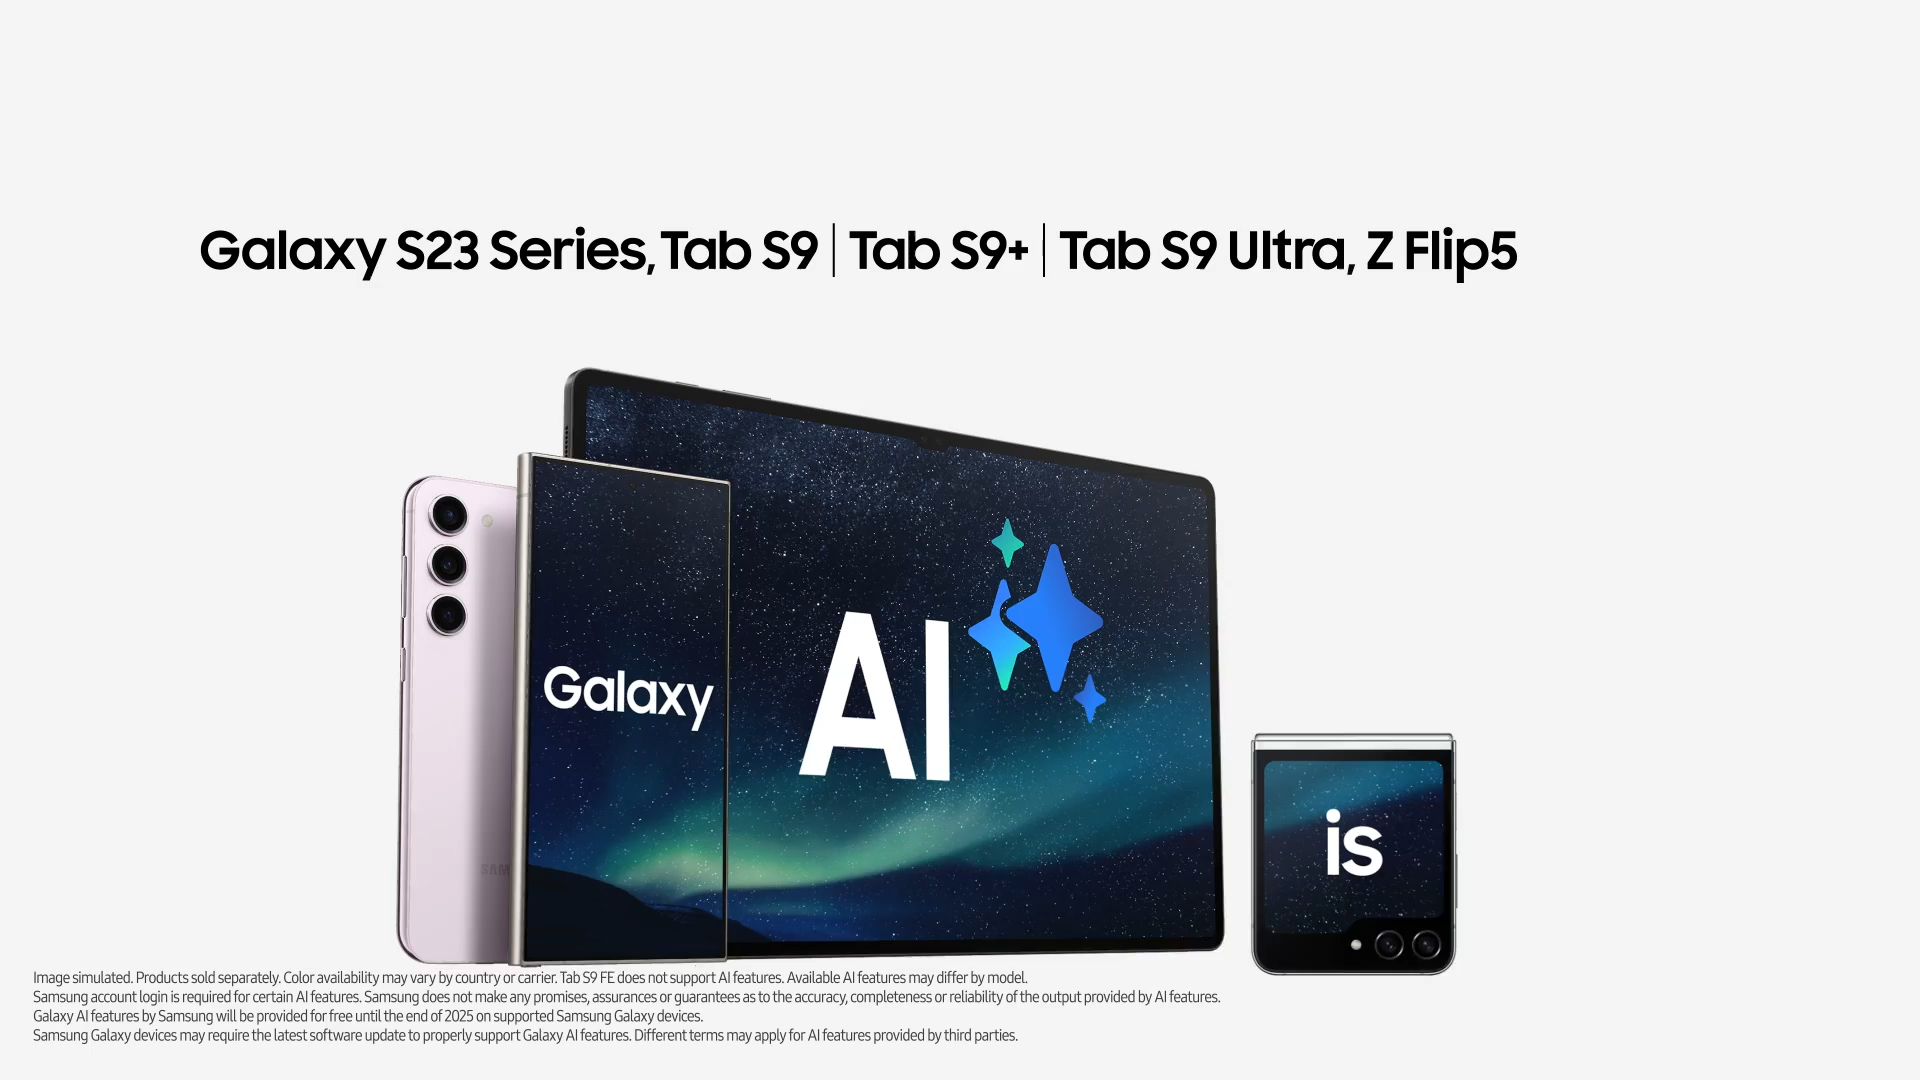 Galaxy S23 Series, Tab S9 | Tab S9+ | Tab S9 Ultra, Z Flip5
Galaxy
AI
is
SAM
Image simulated. Products sold separately. Color availability may vary by country or carrier. Tab S9 FE does not support AI features. Available AI features may differ by model.
Samsung account login is required for certain AI features. Samsung does not make any promises, assurances or guarantees as to the accuracy, completeness or reliability of the output provided by AI features.
Galaxy AI features by Samsung will be provided for free until the end of 2025 on supported Samsung Galaxy devices.
Samsung Galaxy devices may require the latest software update to properly support Galaxy AI features. Different terms may apply for AI features provided by third parties.